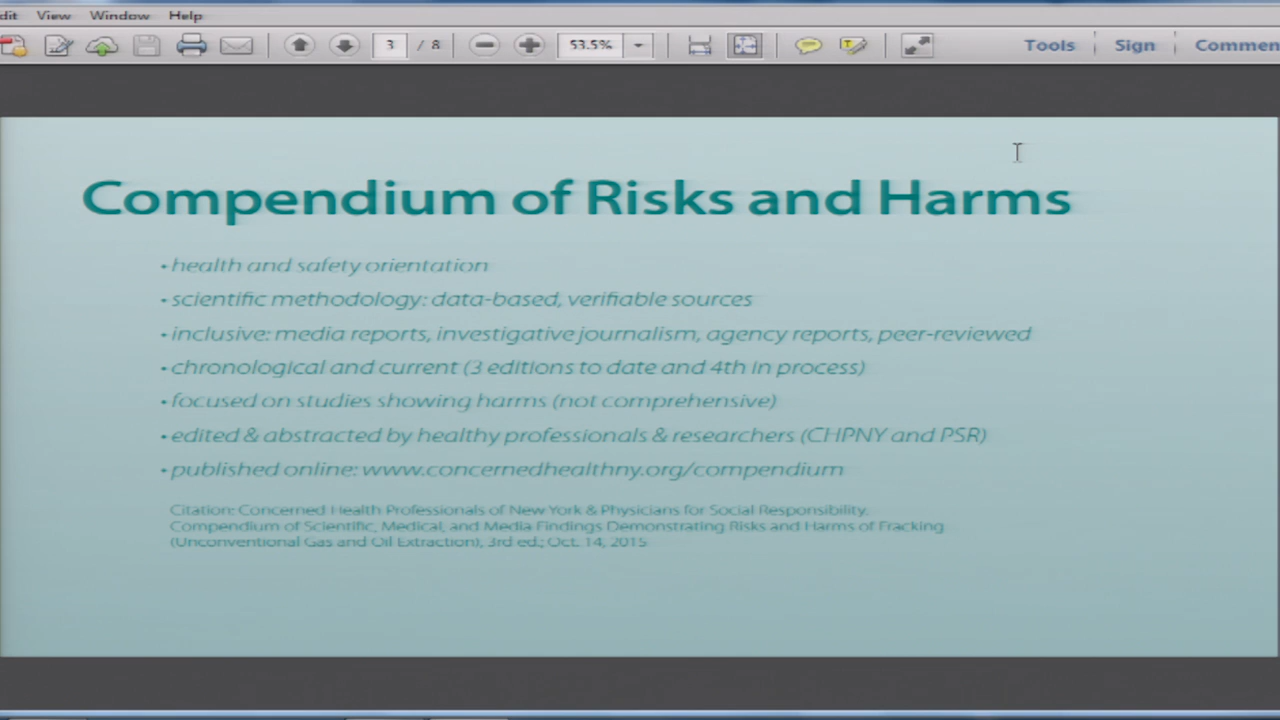 dit View Window Help
3 / 8 53.5% Tools Sign Commen
Compendium of Risks and Harms
• health and safety orientation
• scientific methodology: data-based, verifiable sources
• inclusive: media reports, investigative journalism, agency reports, peer-reviewed
• chronological and current (3 editions to date and 4th in process)
• focused on studies showing harms (not comprehensive)
• edited & abstracted by healthy professionals & researchers (CHPNY and PSR)
• published online: www.concernedhealthny.org/compendium
Citation: Concerned Health Professionals of New York & Physicians for Social Responsibility.
Compendium of Scientific, Medical, and Media Findings Demonstrating Risks and Harms of Fracking
(Unconventional Gas and Oil Extraction), 3rd ed.; Oct. 14, 2015